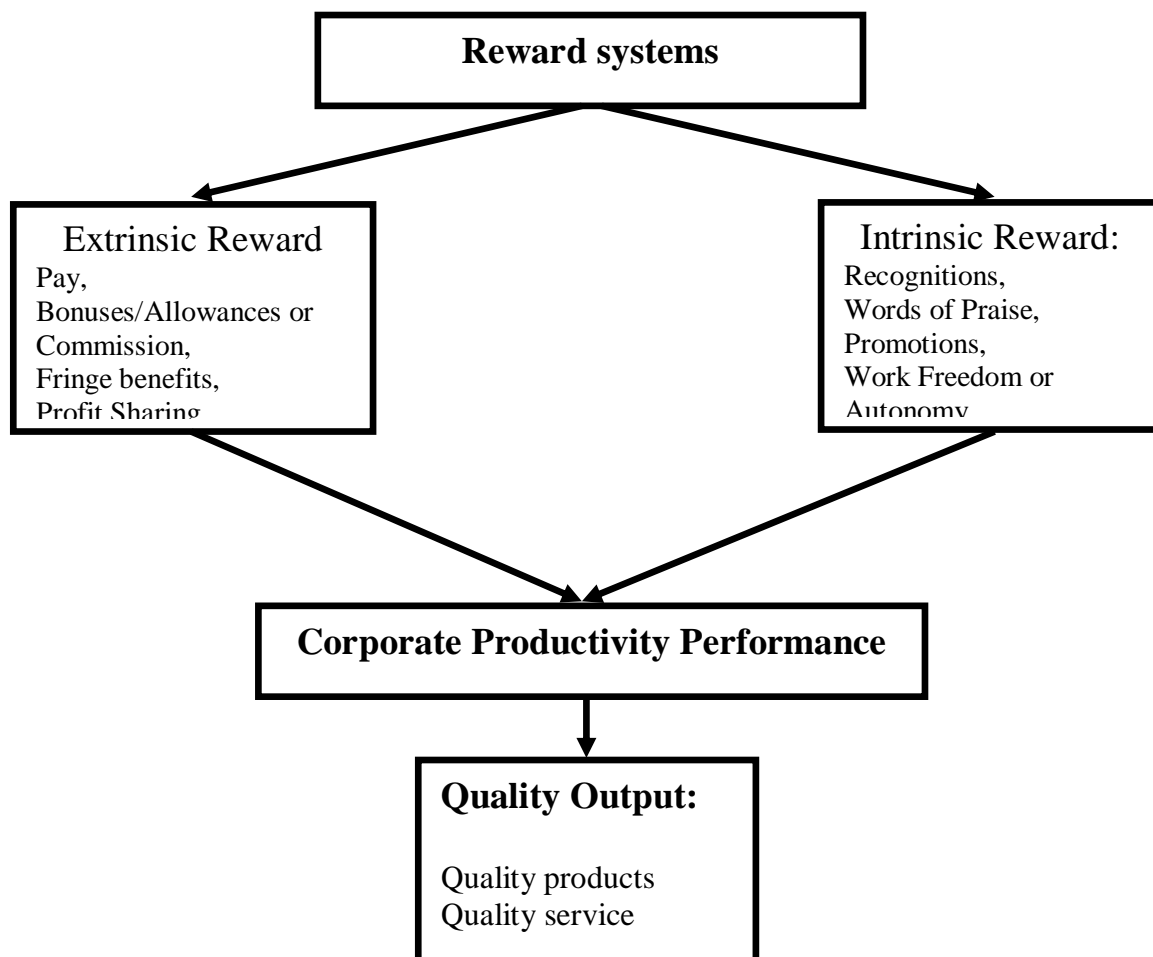 Reward systems
Extrinsic Reward
Pay,
Bonuses/Allowances or
Commission,
Fringe benefits,
Profit Sharing
Intrinsic Reward:
Recognitions,
Words of Praise,
Promotions,
Work Freedom or
Autonomy
Corporate Productivity Performance
Quality Output:
Quality products
Quality service